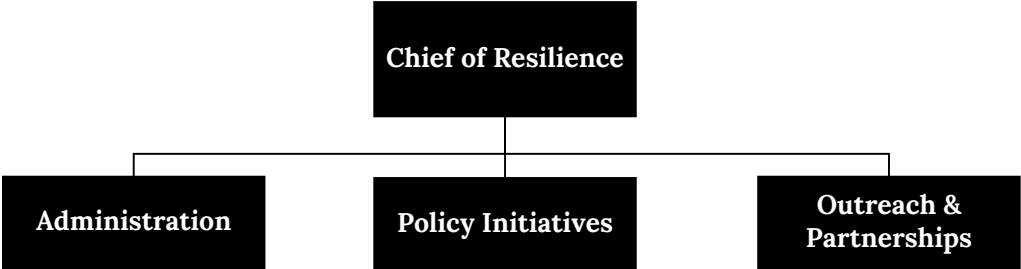 Chief of Resilience
Administration
Policy Initiatives
Outreach &
Partnerships